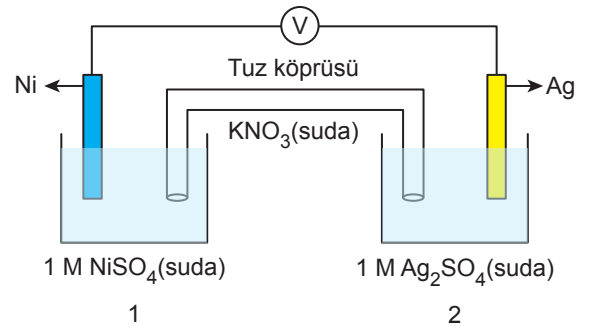 V
Tuz köprüsü
Ni
Ag
KNO₃(suda)
1 M NiSO₄(suda)
1 M Ag₂SO₄(suda)
1
2